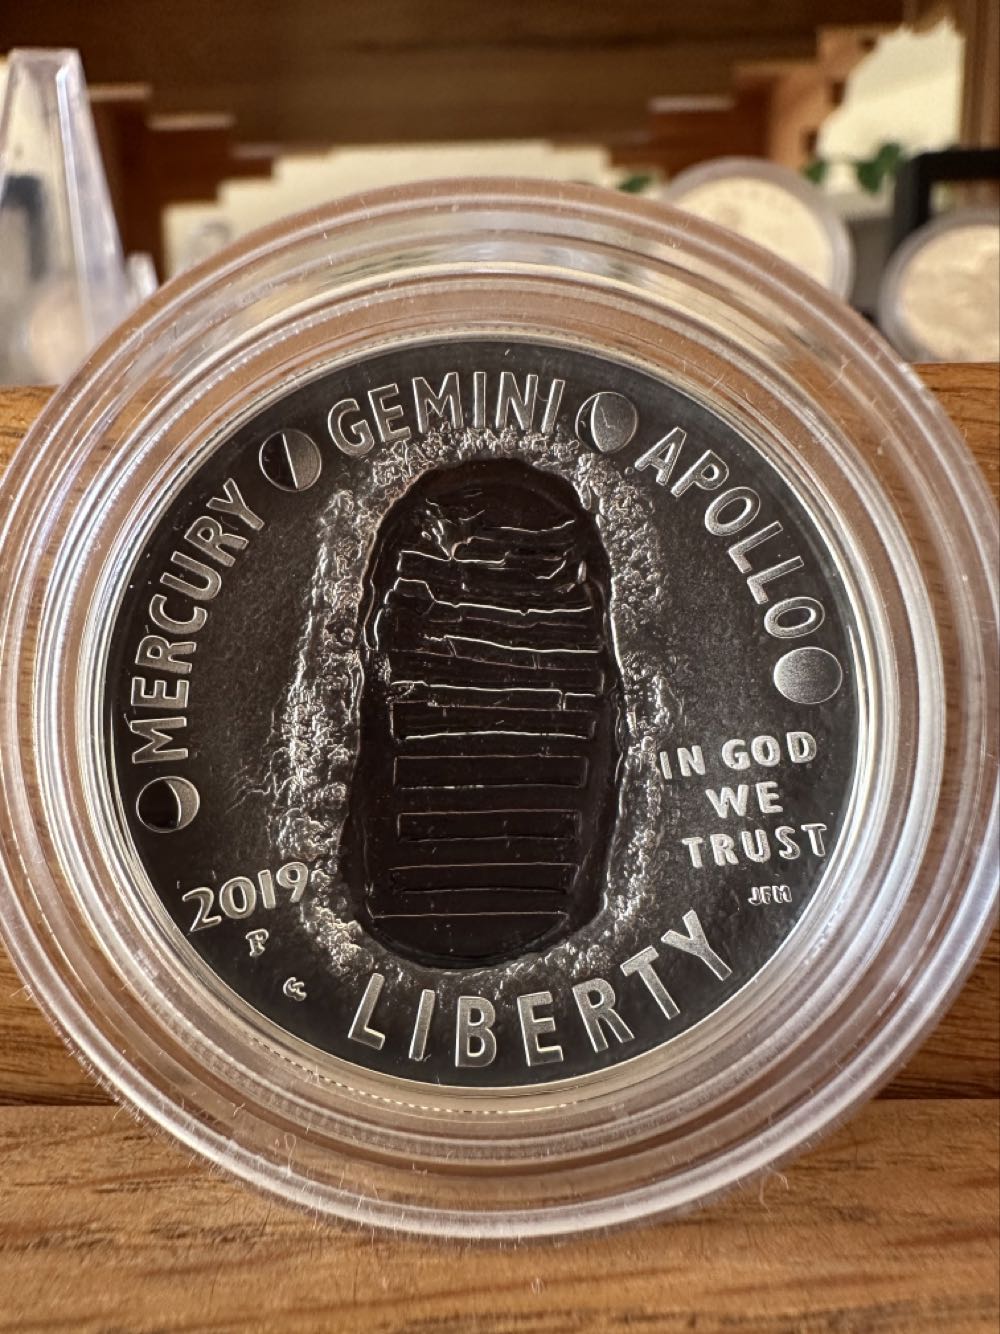 MERCURY GEMINI APOLLO
IN GOD
WE
TRUST
JFM
2019
P
LIBERTY